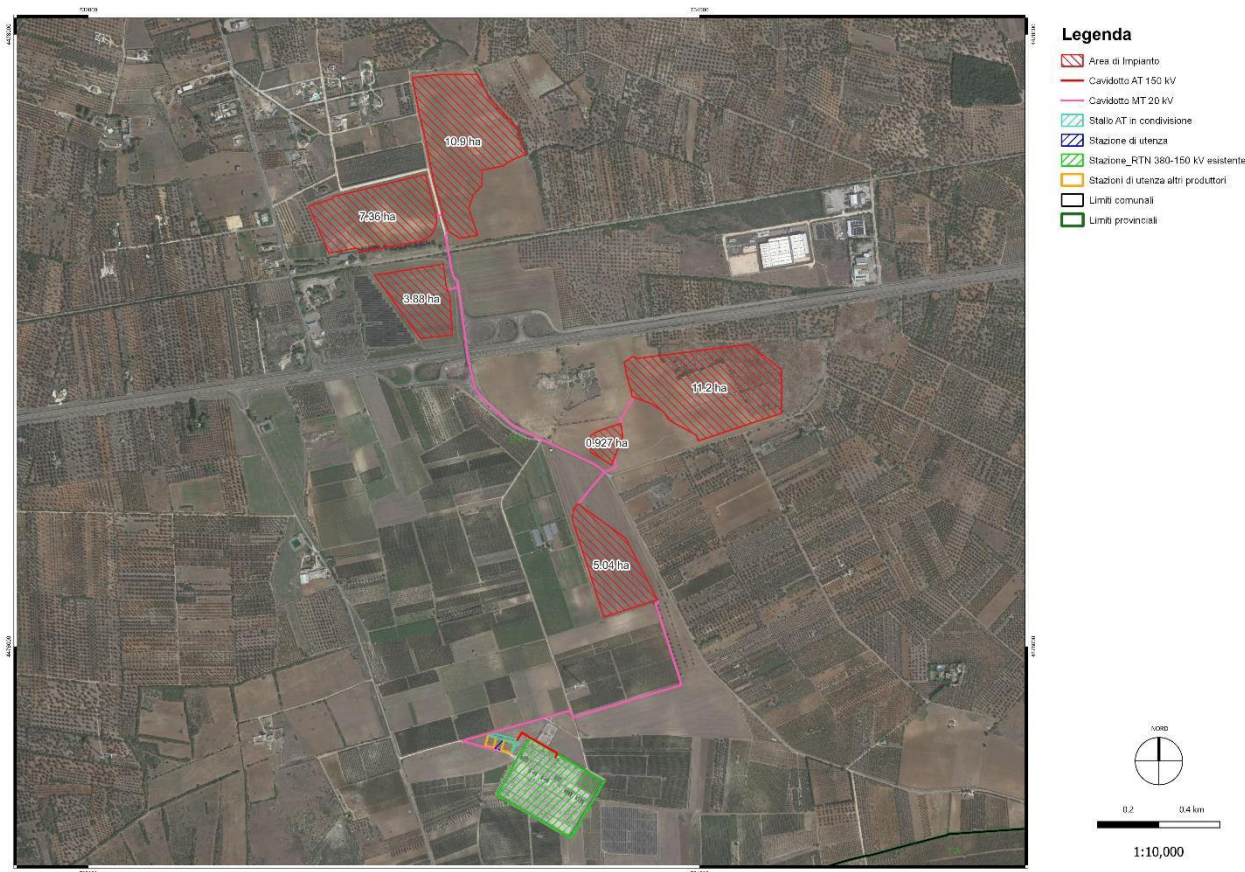 Legenda
Area di Impianto
Cavidotto AT 150 kV
Cavidotto MT 20 kV
Stallo AT in condivisione
Stazione di utenza
Stazione_RTN 380-150 kV esistente
Stazioni di utenza altri produttori
Limiti comunali
Limiti provinciali
10.9 ha
7.36 ha
3.88 ha
11.2 ha
0.927 ha
5.04 ha
NORD
0.2 0.4 km
1:10,000